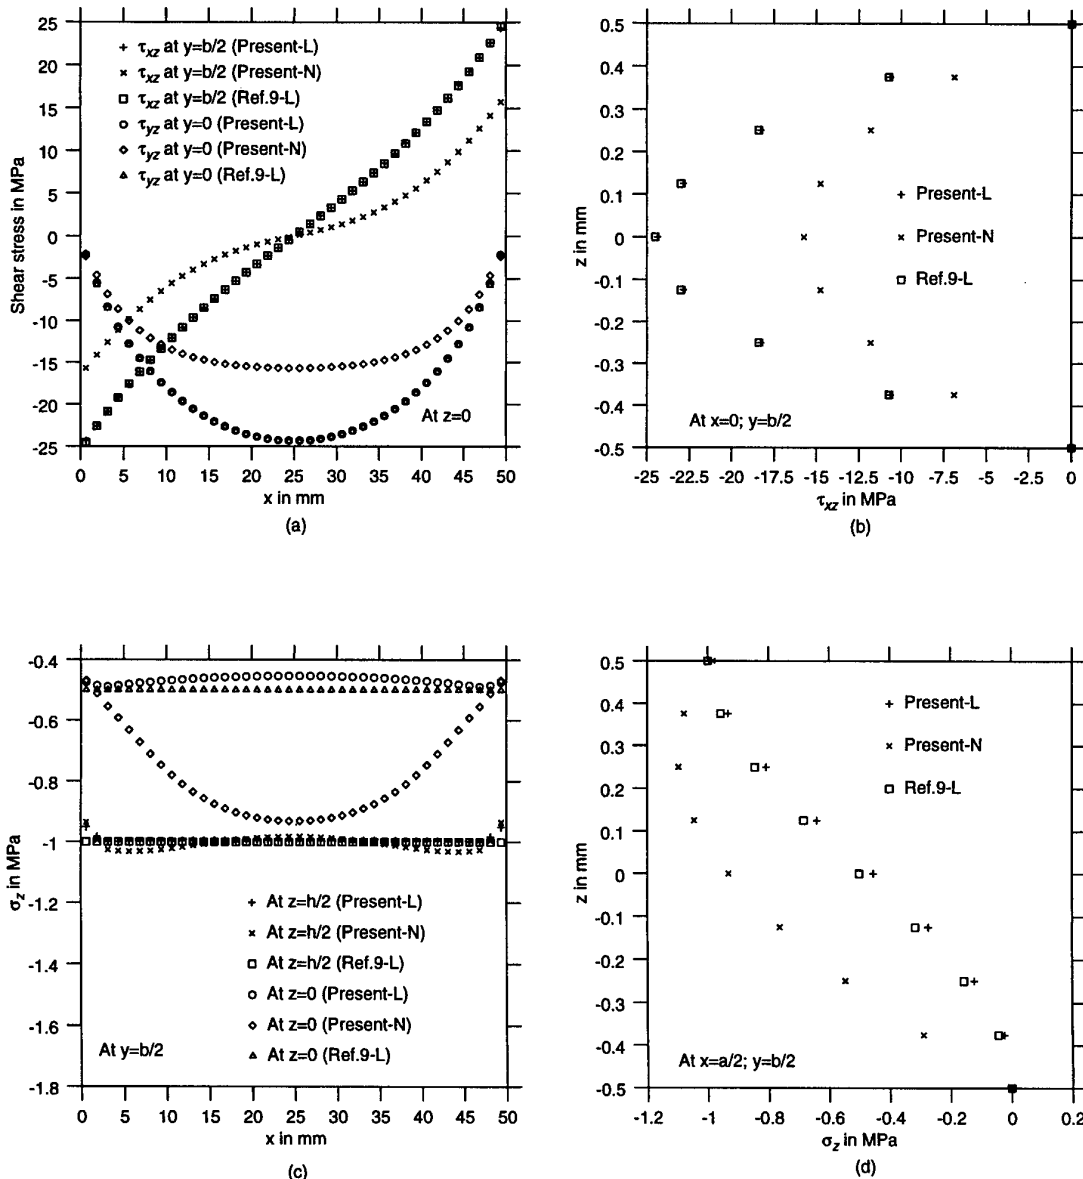 25
20
15
10
5
0
-5
-10
-15
-20
-25
Shear stress in MPa
τxz at y=b/2 (Present-L)
τxz at y=b/2 (Present-N)
τxz at y=b/2 (Ref.9-L)
τyz at y=0 (Present-L)
τyz at y=0 (Present-N)
τyz at y=0 (Ref.9-L)
At z=0
0 5 10 15 20 25 30 35 40 45 50
x in mm
(a)
0.5
0.4
0.3
0.2
0.1
0
-0.1
-0.2
-0.3
-0.4
-0.5
z in mm
Present-L
Present-N
Ref.9-L
At x=0; y=b/2
-25 -22.5 -20 -17.5 -15 -12.5 -10 -7.5 -5 -2.5 0
τxz in MPa
(b)
-0.4
-0.6
-0.8
-1
-1.2
-1.4
-1.6
-1.8
σz in MPa
At z=h/2 (Present-L)
At z=h/2 (Present-N)
At z=h/2 (Ref.9-L)
At z=0 (Present-L)
At z=0 (Present-N)
At z=0 (Ref.9-L)
At y=b/2
0 5 10 15 20 25 30 35 40 45 50
x in mm
(c)
0.5
0.4
0.3
0.2
0.1
0
-0.1
-0.2
-0.3
-0.4
-0.5
z in mm
Present-L
Present-N
Ref.9-L
At x=a/2; y=b/2
-1.2 -1 -0.8 -0.6 -0.4 -0.2 0 0.2
σz in MPa
(d)